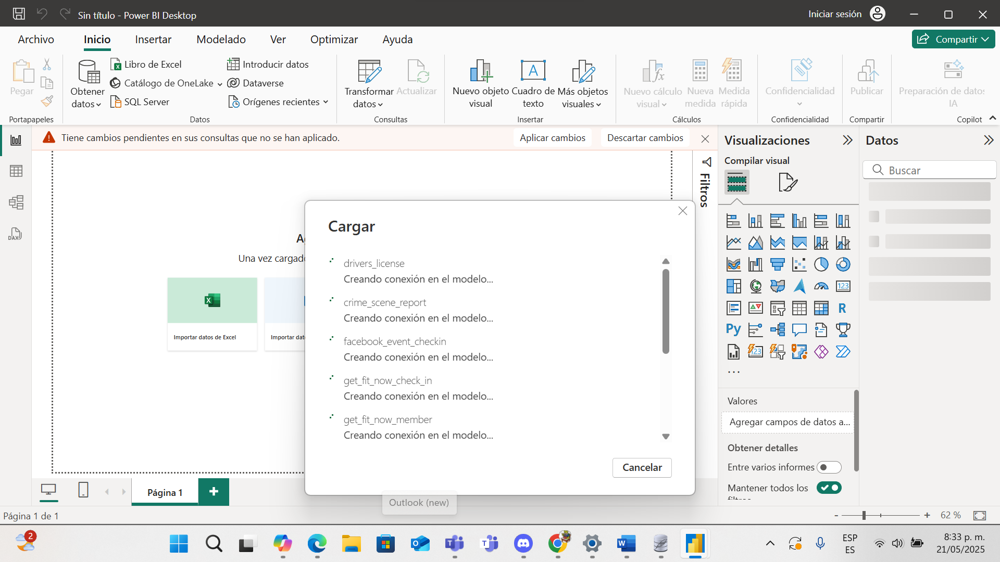 Sin título - Power BI Desktop
Iniciar sesión
Archivo
Inicio
Insertar
Modelado
Ver
Optimizar
Ayuda
Compartir
Pegar
Portapapeles
Obtener
datos
Libro de Excel
Catálogo de OneLake
SQL Server
Introducir datos
Dataverse
Orígenes recientes
Datos
Transformar
datos
Actualizar
Consultas
Nuevo objeto
visual
Cuadro de
texto
Más objetos
visuales
Insertar
Nuevo cálculo
visual
Nueva
medida
Medida
rápida
Cálculos
Confidencialidad
Confidencialidad
Publicar
Compartir
Preparación de datos
IA
Copilot
Tiene cambios pendientes en sus consultas que no se han aplicado.
Aplicar cambios
Descartar cambios
Filtros
Una vez cargado
Importar datos de Excel
Importar dat
Cargar
drivers_license
Creando conexión en el modelo...
crime_scene_report
Creando conexión en el modelo...
facebook_event_checkin
Creando conexión en el modelo...
get_fit_now_check_in
Creando conexión en el modelo...
get_fit_now_member
Creando conexión en el modelo...
Cancelar
Visualizaciones
Compilar visual
Valores
Agregar campos de datos a...
Obtener detalles
Entre varios informes
Mantener todos los
Datos
Buscar
DAX
123
R
Py
123
Página 1
Outlook (new)
Página 1 de 1
- + 62 %
2
ESP
ES
8:33 p. m.
21/05/2025